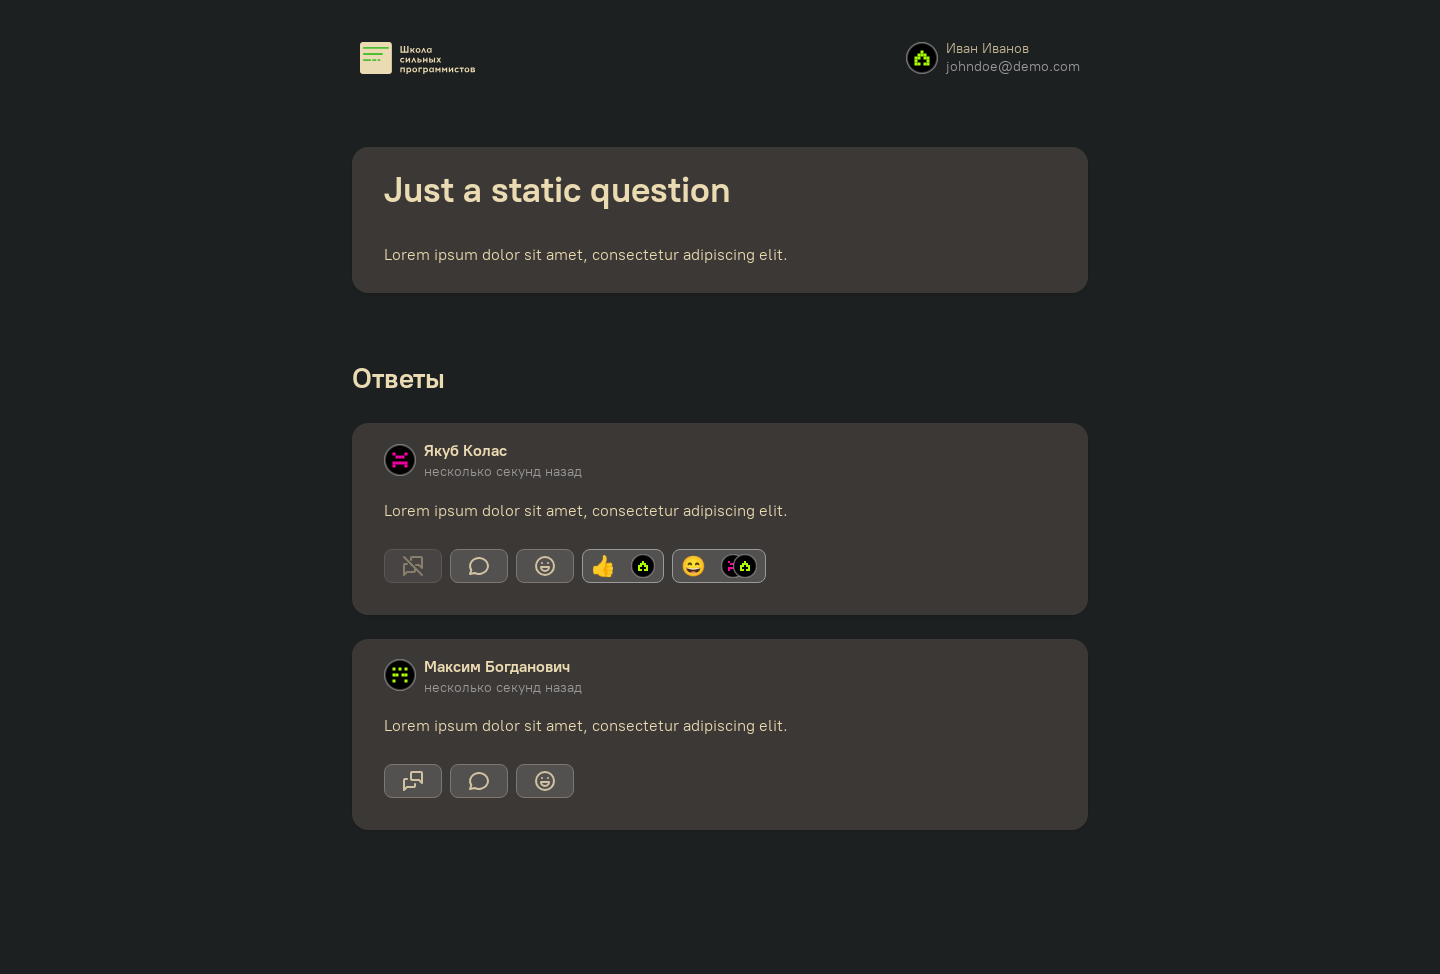 Школа
сильных
программистов
Иван Иванов
johndoe@demo.com
Just a static question
Lorem ipsum dolor sit amet, consectetur adipiscing elit.
Ответы
Якуб Колас
несколько секунд назад
Lorem ipsum dolor sit amet, consectetur adipiscing elit.
Максим Богданович
несколько секунд назад
Lorem ipsum dolor sit amet, consectetur adipiscing elit.